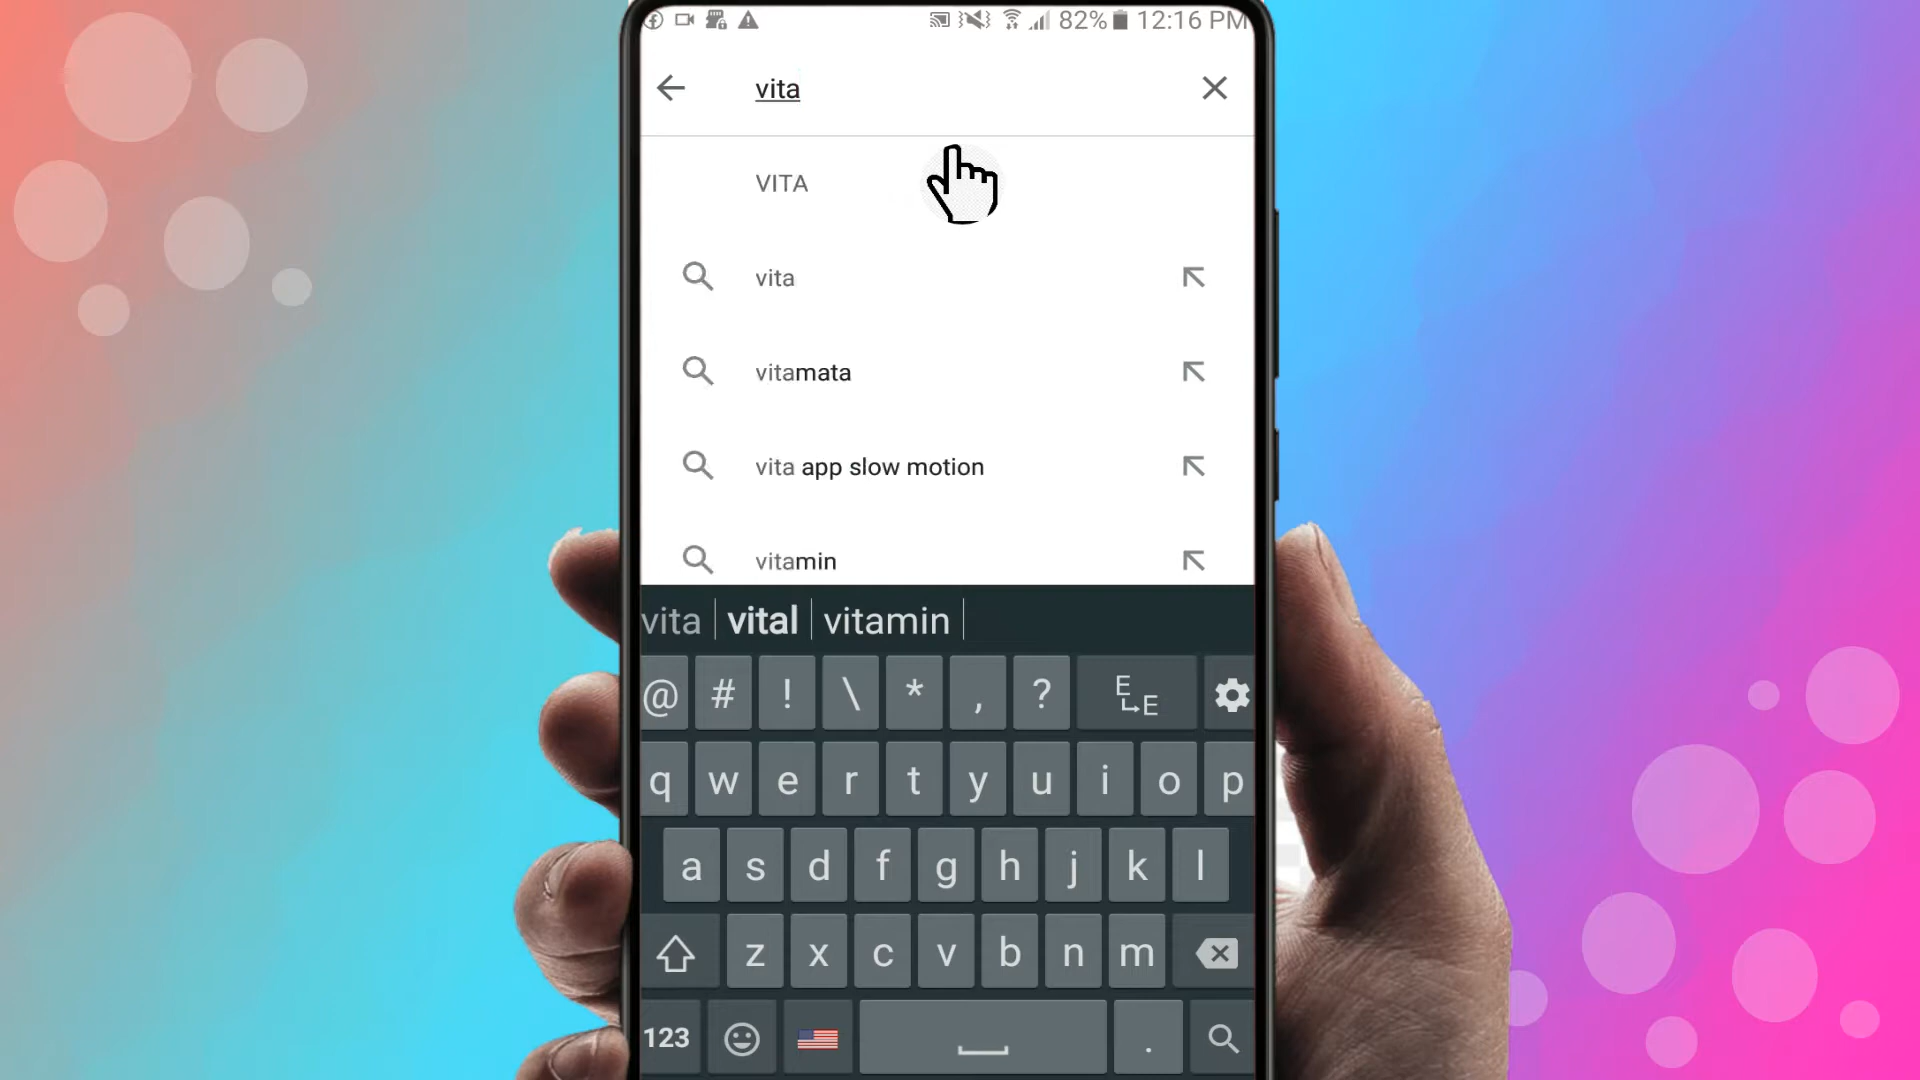 82% 12:16 PM
vita
VITA
vita
vitamata
vita app slow motion
vitamin
vita vital vitamin
@ # ! \ * , ? E E
q w e r t y u i o p
a s d f g h j k l
z x c v b n m
123 .